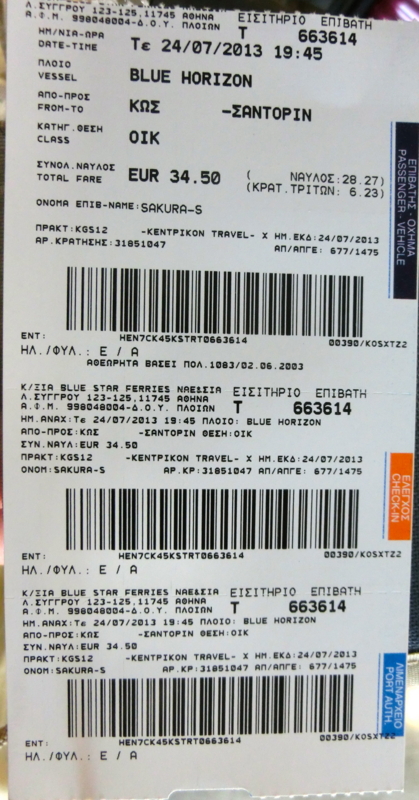 Λ.ΣΥΓΓΡΟΥ 123-125,11745 ΑΘΗΝΑ ΕΙΣΙΤΗΡΙΟ ΕΠΙΒΑΤΗ
Α.Φ.Μ. 998048004-Δ.Ο.Υ. ΠΛΟΙΩΝ T 663614
ΗΜ/ΝΙΑ-ΩΡΑ
DATE-TIME Τε 24/07/2013 19:45
ΠΛΟΙΟ
VESSEL BLUE HORIZON
ΑΠΟ-ΠΡΟΣ
FROM-TO ΚΩΣ -ΣΑΝΤΟΡΙΝ
ΚΑΤΗΓ.ΘΕΣΗ
CLASS ΟΙΚ
ΣΥΝΟΛ.ΝΑΥΛΟΣ
TOTAL FARE EUR 34.50 ( ΝΑΥΛΟΣ:28.27)
(ΚΡΑΤ.ΤΡΙΤΩΝ: 6.23)
ΟΝΟΜΑ ΕΠΙΒ-NAME:SAKURA-S
ΕΠΙΒΑΤΗΣ - ΟΧΗΜΑ
PASSENGER - VEHICLE
ΠΡΑΚΤ:KGS12 -ΚΕΝΤΡΙΚΟΝ TRAVEL- X ΗΜ.ΕΚΔ:24/07/2013
ΑΡ.ΚΡΑΤΗΣΗΣ:31851047 ΑΠ/ΑΠΓΕ: 677/1475
ENT: HEN7CK45KSTRT0663614 00390/KOSXTZ2
ΗΛ./ΦΥΛ.: Ε / Α
ΑΘΕΩΡΗΤΑ ΒΑΣΕΙ ΠΟΛ.1083/02.06.2003
Κ/ΞΙΑ BLUE STAR FERRIES ΝΑΕ&ΣΙΑ ΕΙΣΙΤΗΡΙΟ ΕΠΙΒΑΤΗ
Λ.ΣΥΓΓΡΟΥ 123-125,11745 ΑΘΗΝΑ
Α.Φ.Μ. 998048004-Δ.Ο.Υ. ΠΛΟΙΩΝ T 663614
ΗΜ.ΑΝΑΧ:Τε 24/07/2013 19:45 ΠΛΟΙΟ: BLUE HORIZON
ΑΠΟ-ΠΡΟΣ:ΚΩΣ -ΣΑΝΤΟΡΙΝ ΘΕΣΗ:ΟΙΚ
ΣΥΝ.ΝΑΥΛ:EUR 34.50
ΠΡΑΚΤ:KGS12 -ΚΕΝΤΡΙΚΟΝ TRAVEL- X ΗΜ.ΕΚΔ:24/07/2013
ΟΝΟΜ:SAKURA-S ΑΡ.ΚΡ:31851047 ΑΠ/ΑΠΓΕ: 677/1475
ΕΛΕΓΧΟΣ
CHECK-IN
ENT: HEN7CK45KSTRT0663614 00390/KOSXTZ2
ΗΛ./ΦΥΛ.: Ε / Α
Κ/ΞΙΑ BLUE STAR FERRIES ΝΑΕ&ΣΙΑ ΕΙΣΙΤΗΡΙΟ ΕΠΙΒΑΤΗ
Λ.ΣΥΓΓΡΟΥ 123-125,11745 ΑΘΗΝΑ
Α.Φ.Μ. 998048004-Δ.Ο.Υ. ΠΛΟΙΩΝ T 663614
ΗΜ.ΑΝΑΧ:Τε 24/07/2013 19:45 ΠΛΟΙΟ: BLUE HORIZON
ΑΠΟ-ΠΡΟΣ:ΚΩΣ -ΣΑΝΤΟΡΙΝ ΘΕΣΗ:ΟΙΚ
ΣΥΝ.ΝΑΥΛ:EUR 34.50
ΠΡΑΚΤ:KGS12 -ΚΕΝΤΡΙΚΟΝ TRAVEL- X ΗΜ.ΕΚΔ:24/07/2013
ΟΝΟΜ:SAKURA-S ΑΡ.ΚΡ:31851047 ΑΠ/ΑΠΓΕ: 677/1475
ΛΙΜΕΝΑΡΧΕΙΟ
PORT AUTH.
ENT: HEN7CK45KSTRT0663614 00390/KOSXTZ2
ΗΛ./ΦΥΛ.: Ε / Α